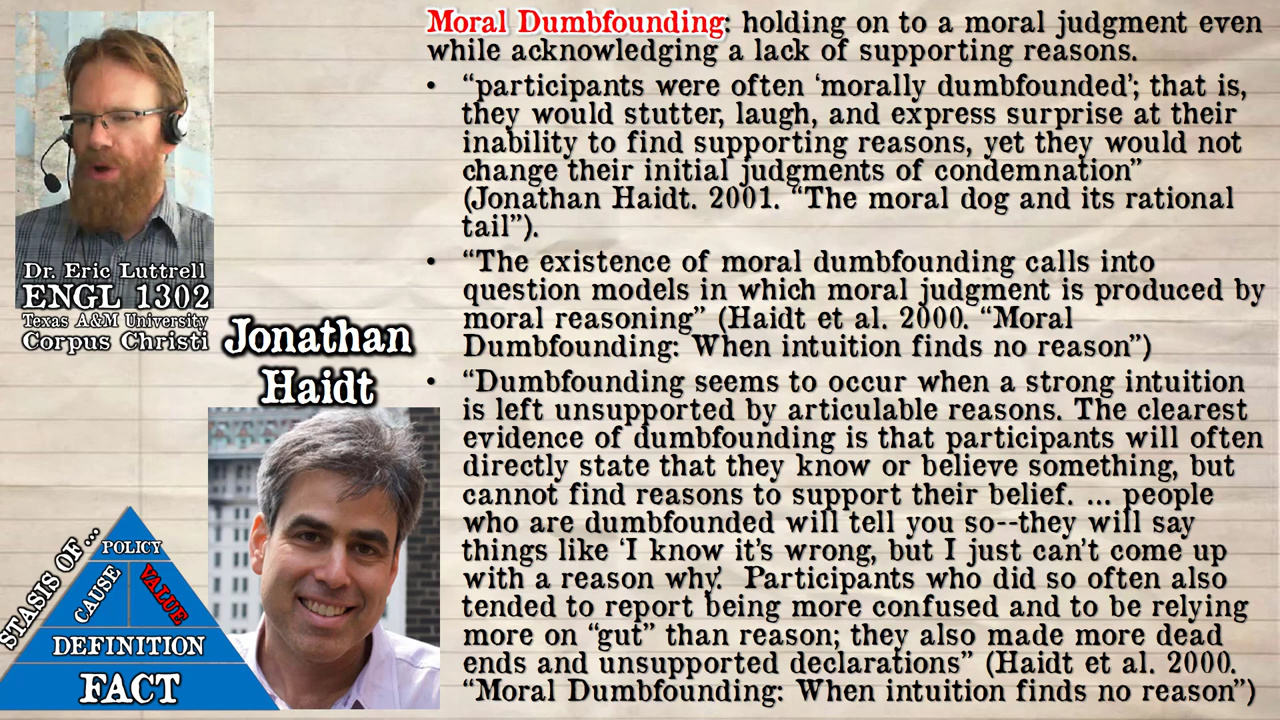 Moral Dumbfounding: holding on to a moral judgment even
while acknowledging a lack of supporting reasons.
• “participants were often ‘morally dumbfounded’; that is,
they would stutter, laugh, and express surprise at their
inability to find supporting reasons, yet they would not
change their initial judgments of condemnation”
(Jonathan Haidt. 2001. “The moral dog and its rational
tail”).
• “The existence of moral dumbfounding calls into
question models in which moral judgment is produced by
moral reasoning” (Haidt et al. 2000. “Moral
Dumbfounding: When intuition finds no reason”)
• “Dumbfounding seems to occur when a strong intuition
is left unsupported by articulable reasons. The clearest
evidence of dumbfounding is that participants will often
directly state that they know or believe something, but
cannot find reasons to support their belief. ... people
who are dumbfounded will tell you so--they will say
things like ‘I know it’s wrong, but I just can’t come up
with a reason why.’ Participants who did so often also
tended to report being more confused and to be relying
more on “gut” than reason; they also made more dead
ends and unsupported declarations” (Haidt et al. 2000.
“Moral Dumbfounding: When intuition finds no reason”)
Dr. Eric Luttrell
ENGL 1302
Texas A&M University
Corpus Christi
Jonathan
Haidt
STASIS OF...
POLICY
CAUSE
VALUE
DEFINITION
FACT